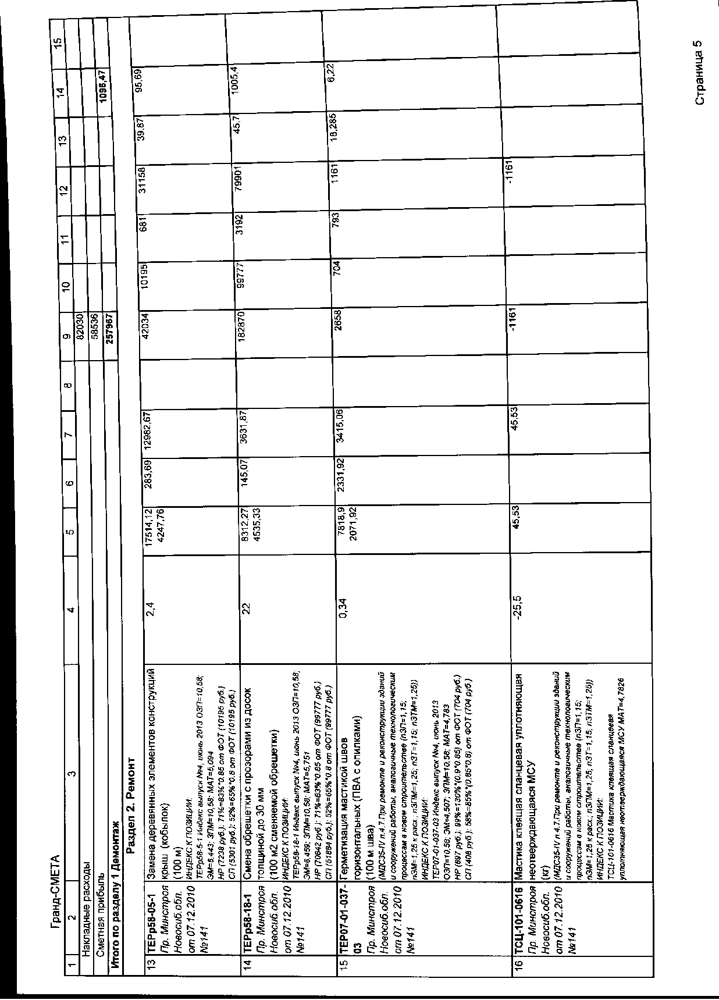 Гранд-СМЕТА
1 2 3 4 5 6 7 8 9 10 11 12 13 14 15
Накладные расходы 82030
Сметная прибыль 58536
Итого по разделу 1 Демонтаж 257967 1096,47
Раздел 2. Ремонт
13 ТЕРр58-05-1 Замена деревянных элементов конструкций 2,4 17514,12 283,69 12982,67 42034 10195 681 31158 39,87 95,69
Пр. Минстроя крыш (кобылок) 4247,76
Новосиб.обл. (100 м)
от 07.12.2010 ИНДЕКС К ПОЗИЦИИ:
№141 ТЕРр58-5-1 Индекс выпуск №4, июнь 2013 ОЗП=10,58;
ЭМ=6,443; ЗПМ=10,58; МАТ=5,094
НР (7238 руб.): 71%=83%*0.85 от ФОТ (10195 руб.)
СП (5301 руб.): 52%=65%*0.8 от ФОТ (10195 руб.)
14 ТЕРр58-18-1 Смена обрешетки с прозорами из досок 22 8312,27 145,07 3631,87 182870 99777 3192 79901 45,7 1005,4
Пр. Минстроя толщиной до 30 мм 4535,33
Новосиб.обл. (100 м2 сменяемой обрешетки)
от 07.12.2010 ИНДЕКС К ПОЗИЦИИ:
№141 ТЕРр58-18-1 Индекс выпуск №4, июнь 2013 ОЗП=10,58;
ЭМ=6,459; ЗПМ=10,58; МАТ=5,751
НР (70842 руб.): 71%=83%*0.85 от ФОТ (99777 руб.)
СП (51884 руб.): 52%=65%*0.8 от ФОТ (99777 руб.)
15 ТЕР07-01-037- Герметизация мастикой швов 0,34 7818,9 2331,92 3415,06 2658 704 793 1161 18,285 6,22
03 горизонтальных (ПВА с опилками) 2071,92
Пр. Минстроя (100 м шва)
Новосиб.обл. (МДС35-IV п.4.7.При ремонте и реконструкции зданий
от 07.12.2010 и сооружений работы, аналогичные технологическим
№141 процессам в новом строительстве (пЗП=1,15;
пЭМ=1,25 к расх.; пЗПМ=1,25; пЗТ=1,15; пЗТМ=1,25))
ИНДЕКС К ПОЗИЦИИ:
ТЕР07-01-037-03 Индекс выпуск №4, июнь 2013
ОЗП=10,58; ЭМ=4,507; ЗПМ=10,58; МАТ=4,783
НР (697 руб.): 99%=130%*(0.9*0.85) от ФОТ (704 руб.)
СП (408 руб.): 58%=85%*(0.85*0.8) от ФОТ (704 руб.)
16 ТСЦ-101-0616 Мастика клеящая сланцевая уплотняющая -25,5 45,53 45,53 -1161 -1161
Пр. Минстроя неотверждающаяся МСУ
Новосиб.обл. (кг)
от 07.12.2010 (МДС35-IV п.4.7.При ремонте и реконструкции зданий
№141 и сооружений работы, аналогичные технологическим
процессам в новом строительстве (пЗП=1,15;
пЭМ=1,25 к расх.; пЗПМ=1,25; пЗТ=1,15; пЗТМ=1,25))
ИНДЕКС К ПОЗИЦИИ:
ТСЦ-101-0616 Мастика клеящая сланцевая
уплотняющая неотверждающаяся МСУ МАТ=4,7826
Страница 5